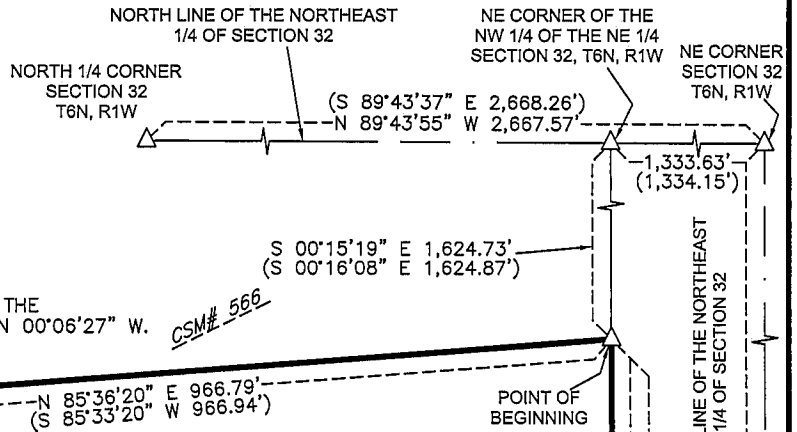 NORTH LINE OF THE NORTHEAST
1/4 OF SECTION 32
NE CORNER OF THE
NW 1/4 OF THE NE 1/4
SECTION 32, T6N, R1W
NE CORNER
SECTION 32
T6N, R1W
NORTH 1/4 CORNER
SECTION 32
T6N, R1W
(S 89°43'37" E 2,668.26')
N 89°43'55" W 2,667.57'
1,333.63'
(1,334.15')
S 00°15'19" E 1,624.73'
(S 00°16'08" E 1,624.87')
THE
N 00°06'27" W.
CSM# 566
LINE OF THE NORTHEAST
1/4 OF SECTION 32
N 85°36'20" E 966.79'
(S 85°33'20" W 966.94')
POINT OF
BEGINNING